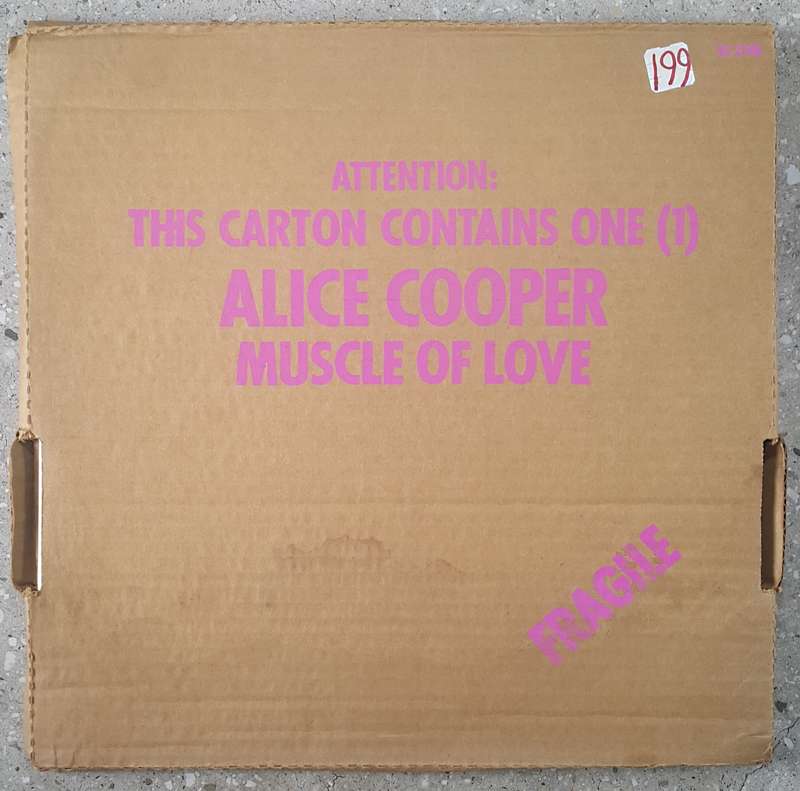 199
ATTENTION:
THIS CARTON CONTAINS ONE (1)
ALICE COOPER
MUSCLE OF LOVE
FRAGILE